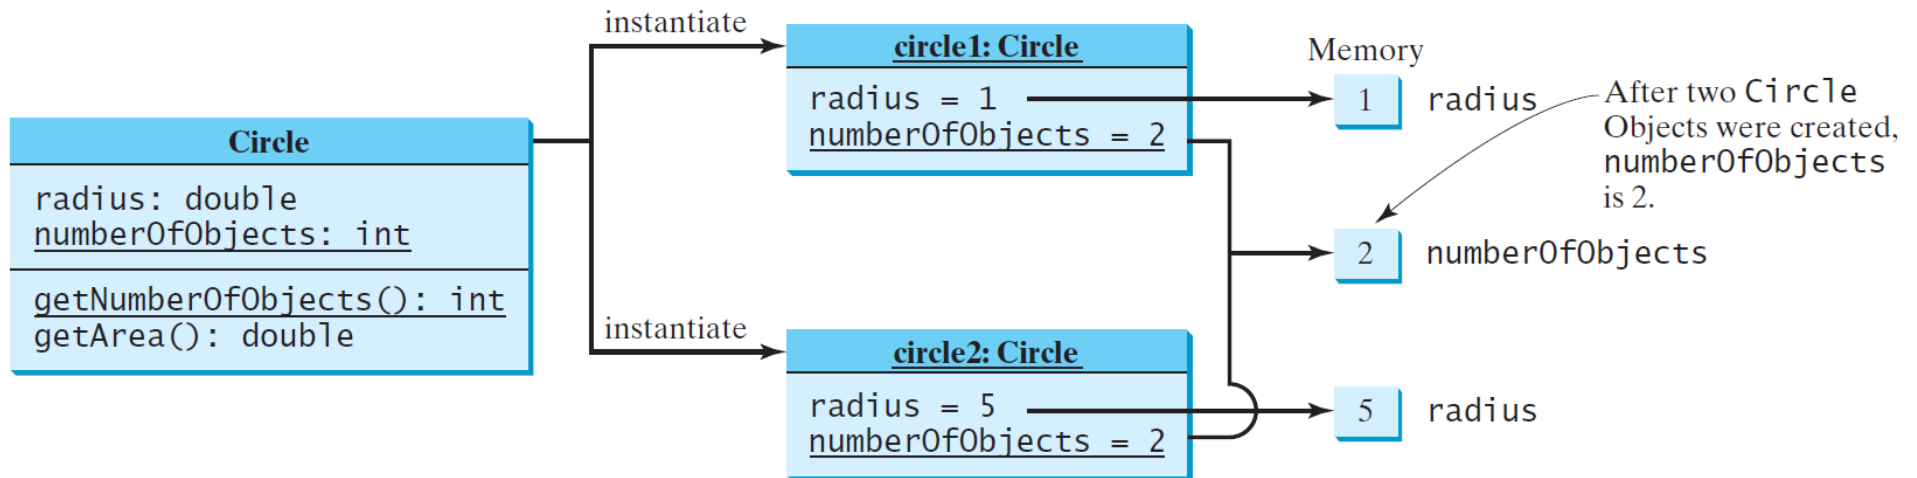 Circle
radius: double
numberOfObjects: int
getNumberOfObjects(): int
getArea(): double
instantiate
circle1: Circle
radius = 1
numberOfObjects = 2
instantiate
circle2: Circle
radius = 5
numberOfObjects = 2
Memory
1 radius
2 numberOfObjects
5 radius
After two Circle
Objects were created,
numberOfObjects
is 2.